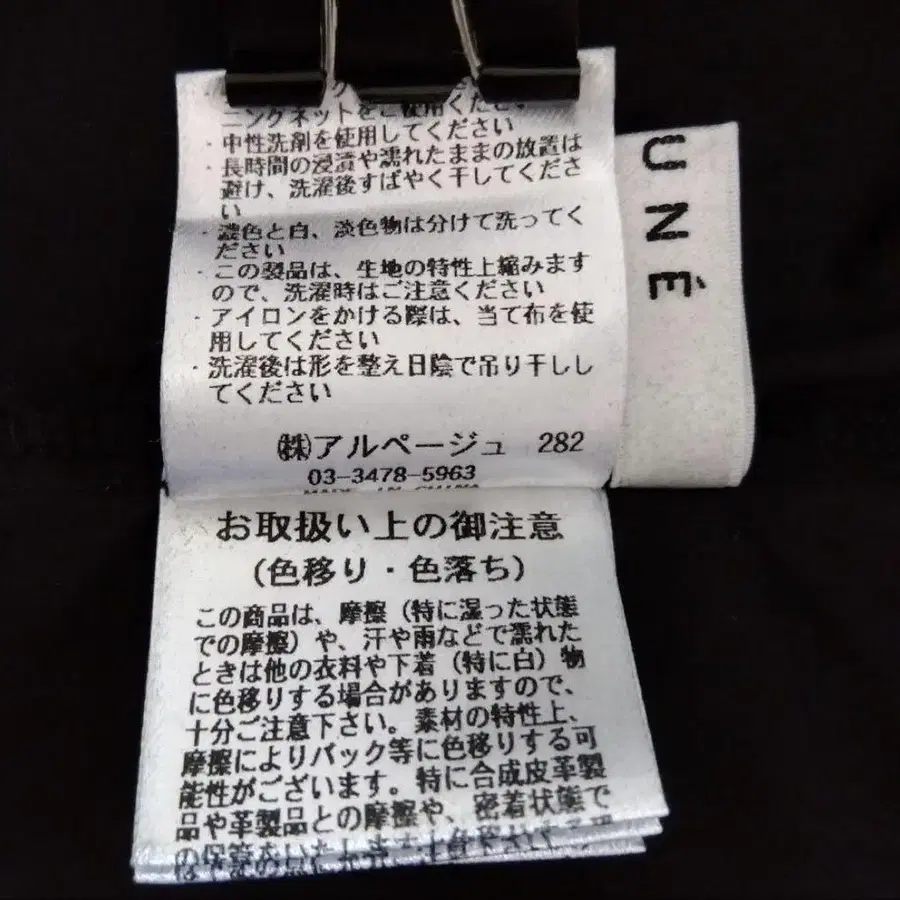 ニングネットをご使用ください。
・中性洗剤を使用してください
・長時間の浸漬や濡れたままの放置は
避け、洗濯後すばやく干してくださ
い
・濃色と白、淡色物は分けて洗ってく
ださい
・この製品は、生地の特性上縮みます
ので、洗濯時はご注意ください
・アイロンをかける際は、当て布を使
用してください
・洗濯後は形を整え日陰で吊り干しし
てください
㈱アルページュ 282
03-3478-5963
MADE IN CHINA
UNÉ
お取扱い上の御注意
(色移り・色落ち)
この商品は、摩擦(特に湿った状態
での摩擦)や、汗や雨などで濡れた
ときは他の衣料や下着(特に白)物
に色移りする場合がありますので、
十分ご注意下さい。素材の特性上、
摩擦によりバック等に色移りする可
能性がございます。特に合成皮革製
品や革製品との摩擦や、密着状態で